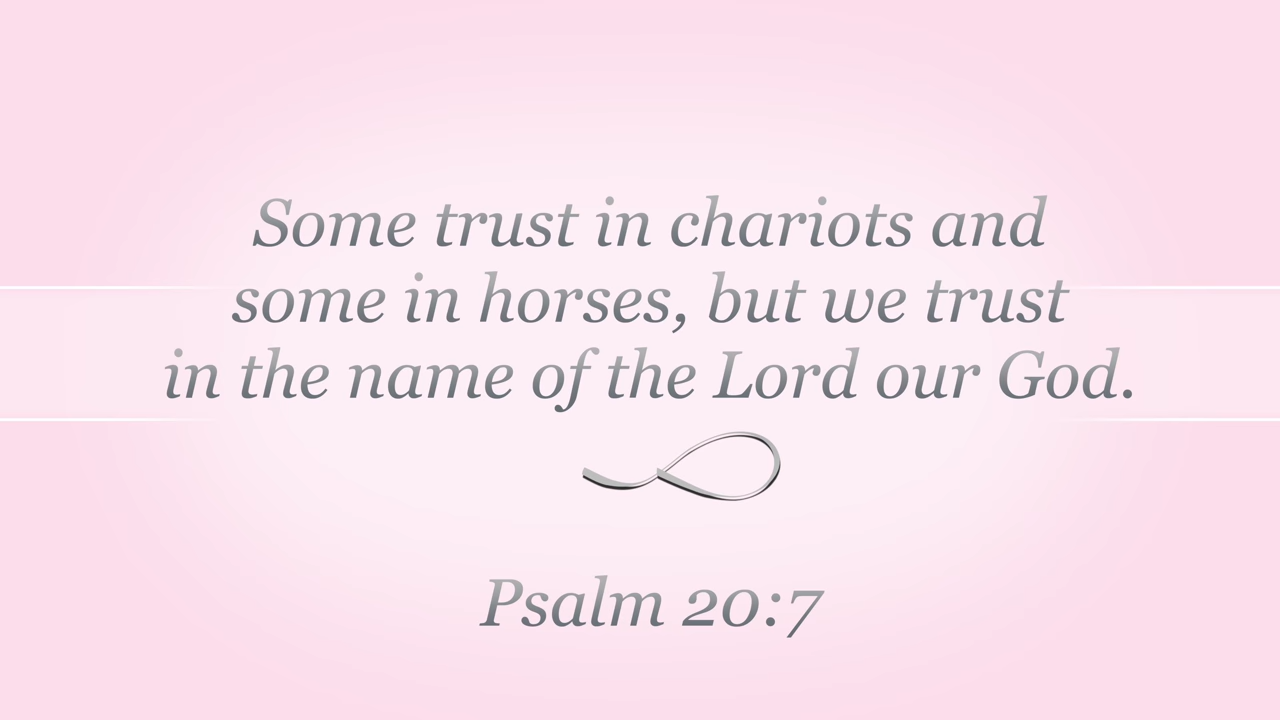 Some trust in chariots and
some in horses, but we trust
in the name of the Lord our God.
Psalm 20:7